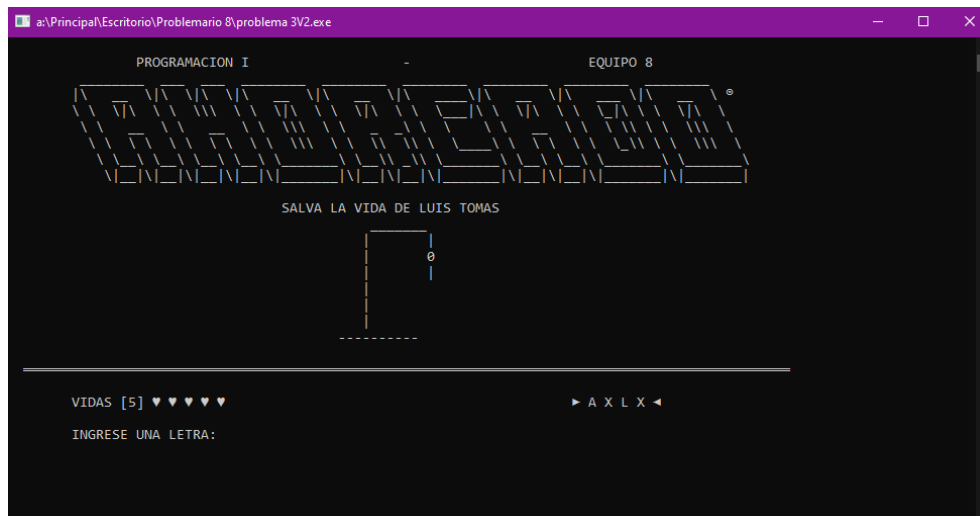 a:\Principal\Escritorio\Problemario 8\problema 3V2.exe
PROGRAMACION I - EQUIPO 8
AHORCADO
SALVA LA VIDA DE LUIS TOMAS
VIDAS [5] ♥ ♥ ♥ ♥ ♥ ► A X L X ◄
INGRESE UNA LETRA: